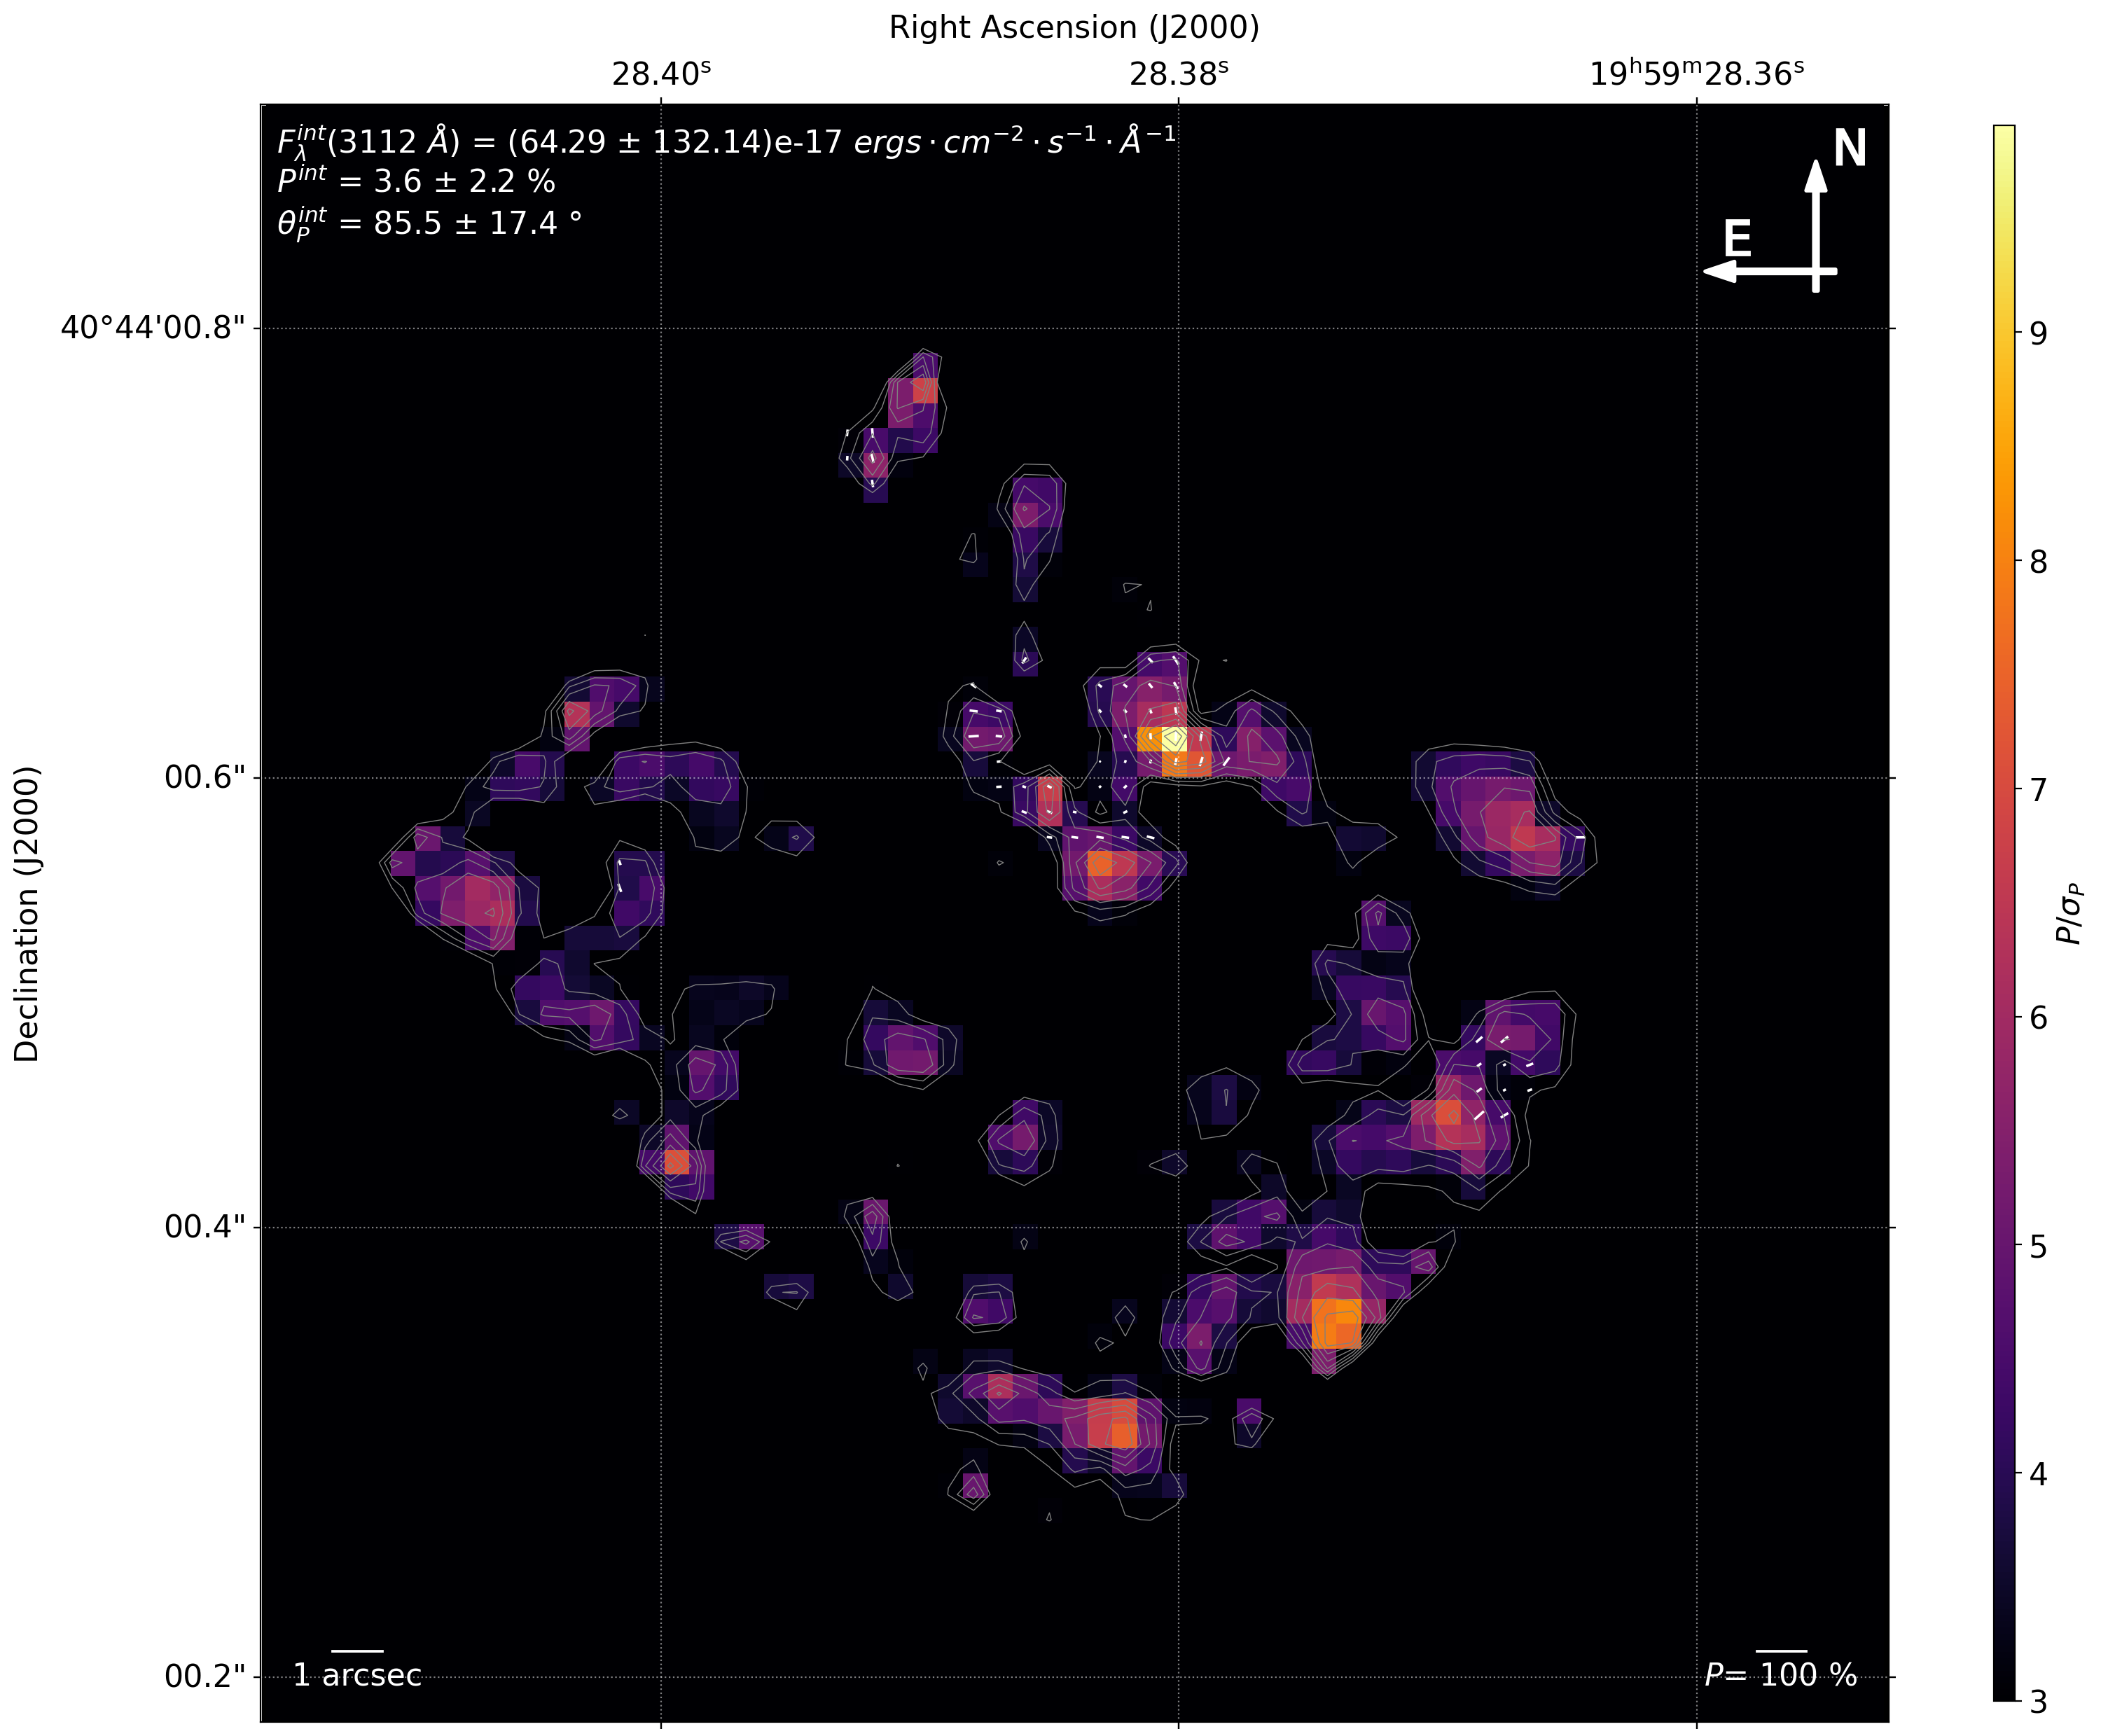 Right Ascension (J2000)
28.40ˢ 28.38ˢ 19ʰ59ᵐ28.36ˢ
F_λ^int(3112 Å) = (64.29 ± 132.14)e-17 ergs · cm⁻² · s⁻¹ · Å⁻¹
P^int = 3.6 ± 2.2 %
θ_P^int = 85.5 ± 17.4 °
N
E
40°44'00.8"
00.6"
00.4"
00.2"
Declination (J2000)
1 arcsec
P= 100 %
9
8
7
6
5
4
3
P/σ_P